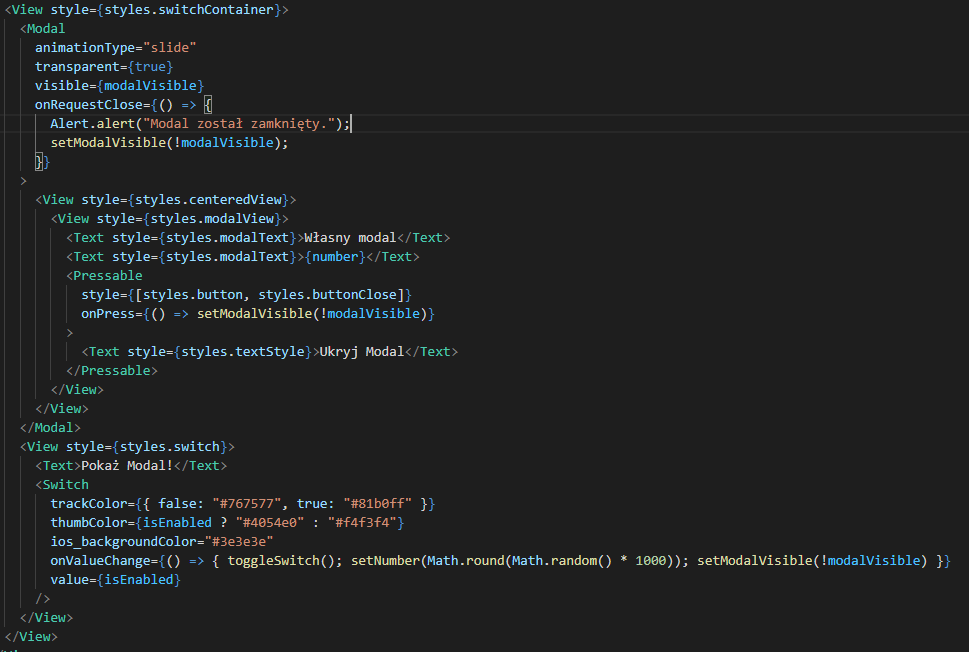 <View style={styles.switchContainer}>
<Modal
animationType="slide"
transparent={true}
visible={modalVisible}
onRequestClose={() => {
Alert.alert("Modal został zamknięty.");
setModalVisible(!modalVisible);
}}
>
<View style={styles.centeredView}>
<View style={styles.modalView}>
<Text style={styles.modalText}>Własny modal</Text>
<Text style={styles.modalText}>{number}</Text>
<Pressable
style={[styles.button, styles.buttonClose]}
onPress={() => setModalVisible(!modalVisible)}
>
<Text style={styles.textStyle}>Ukryj Modal</Text>
</Pressable>
</View>
</View>
</Modal>
<View style={styles.switch}>
<Text>Pokaż Modal!</Text>
<Switch
trackColor={{ false: "#767577", true: "#81b0ff" }}
thumbColor={isEnabled ? "#4054e0" : "#f4f3f4"}
ios_backgroundColor="#3e3e3e"
onValueChange={() => { toggleSwitch(); setNumber(Math.round(Math.random() * 1000)); setModalVisible(!modalVisible) }}
value={isEnabled}
/>
</View>
</View>